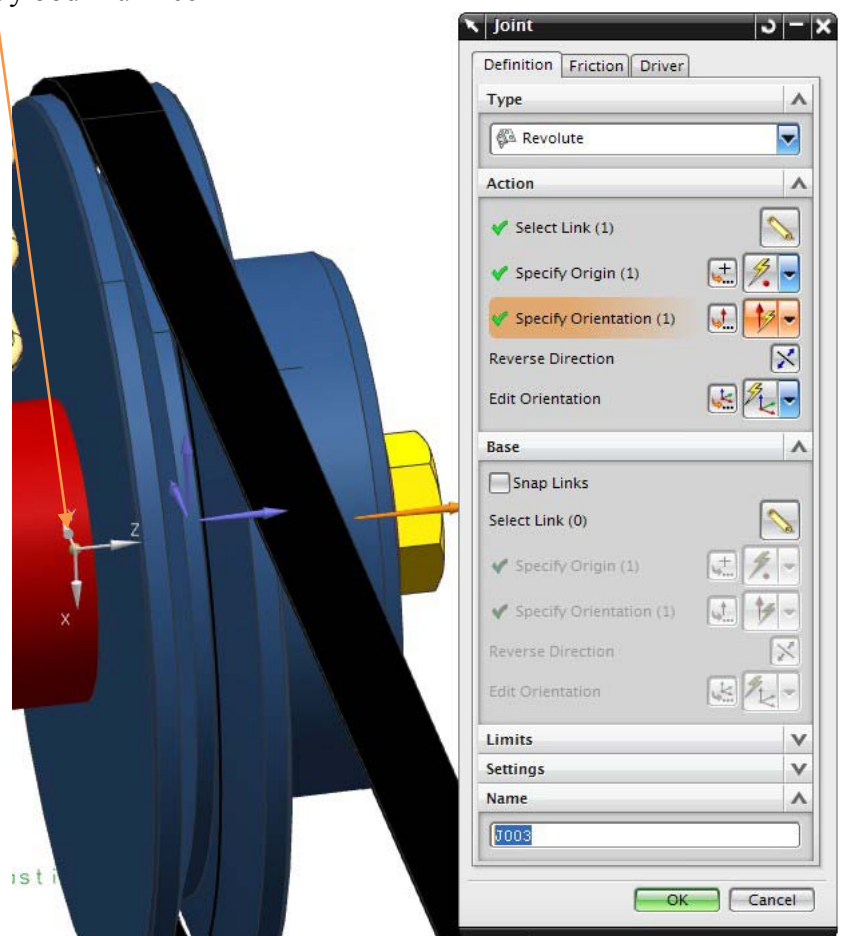 Joint
Definition Friction Driver
Type
Revolute
Action
Select Link (1)
Specify Origin (1)
Specify Orientation (1)
Reverse Direction
Edit Orientation
Base
Snap Links
Select Link (0)
Specify Origin (1)
Specify Orientation (1)
Reverse Direction
Edit Orientation
Limits
Settings
Name
J003
OK Cancel
Y
Z
X